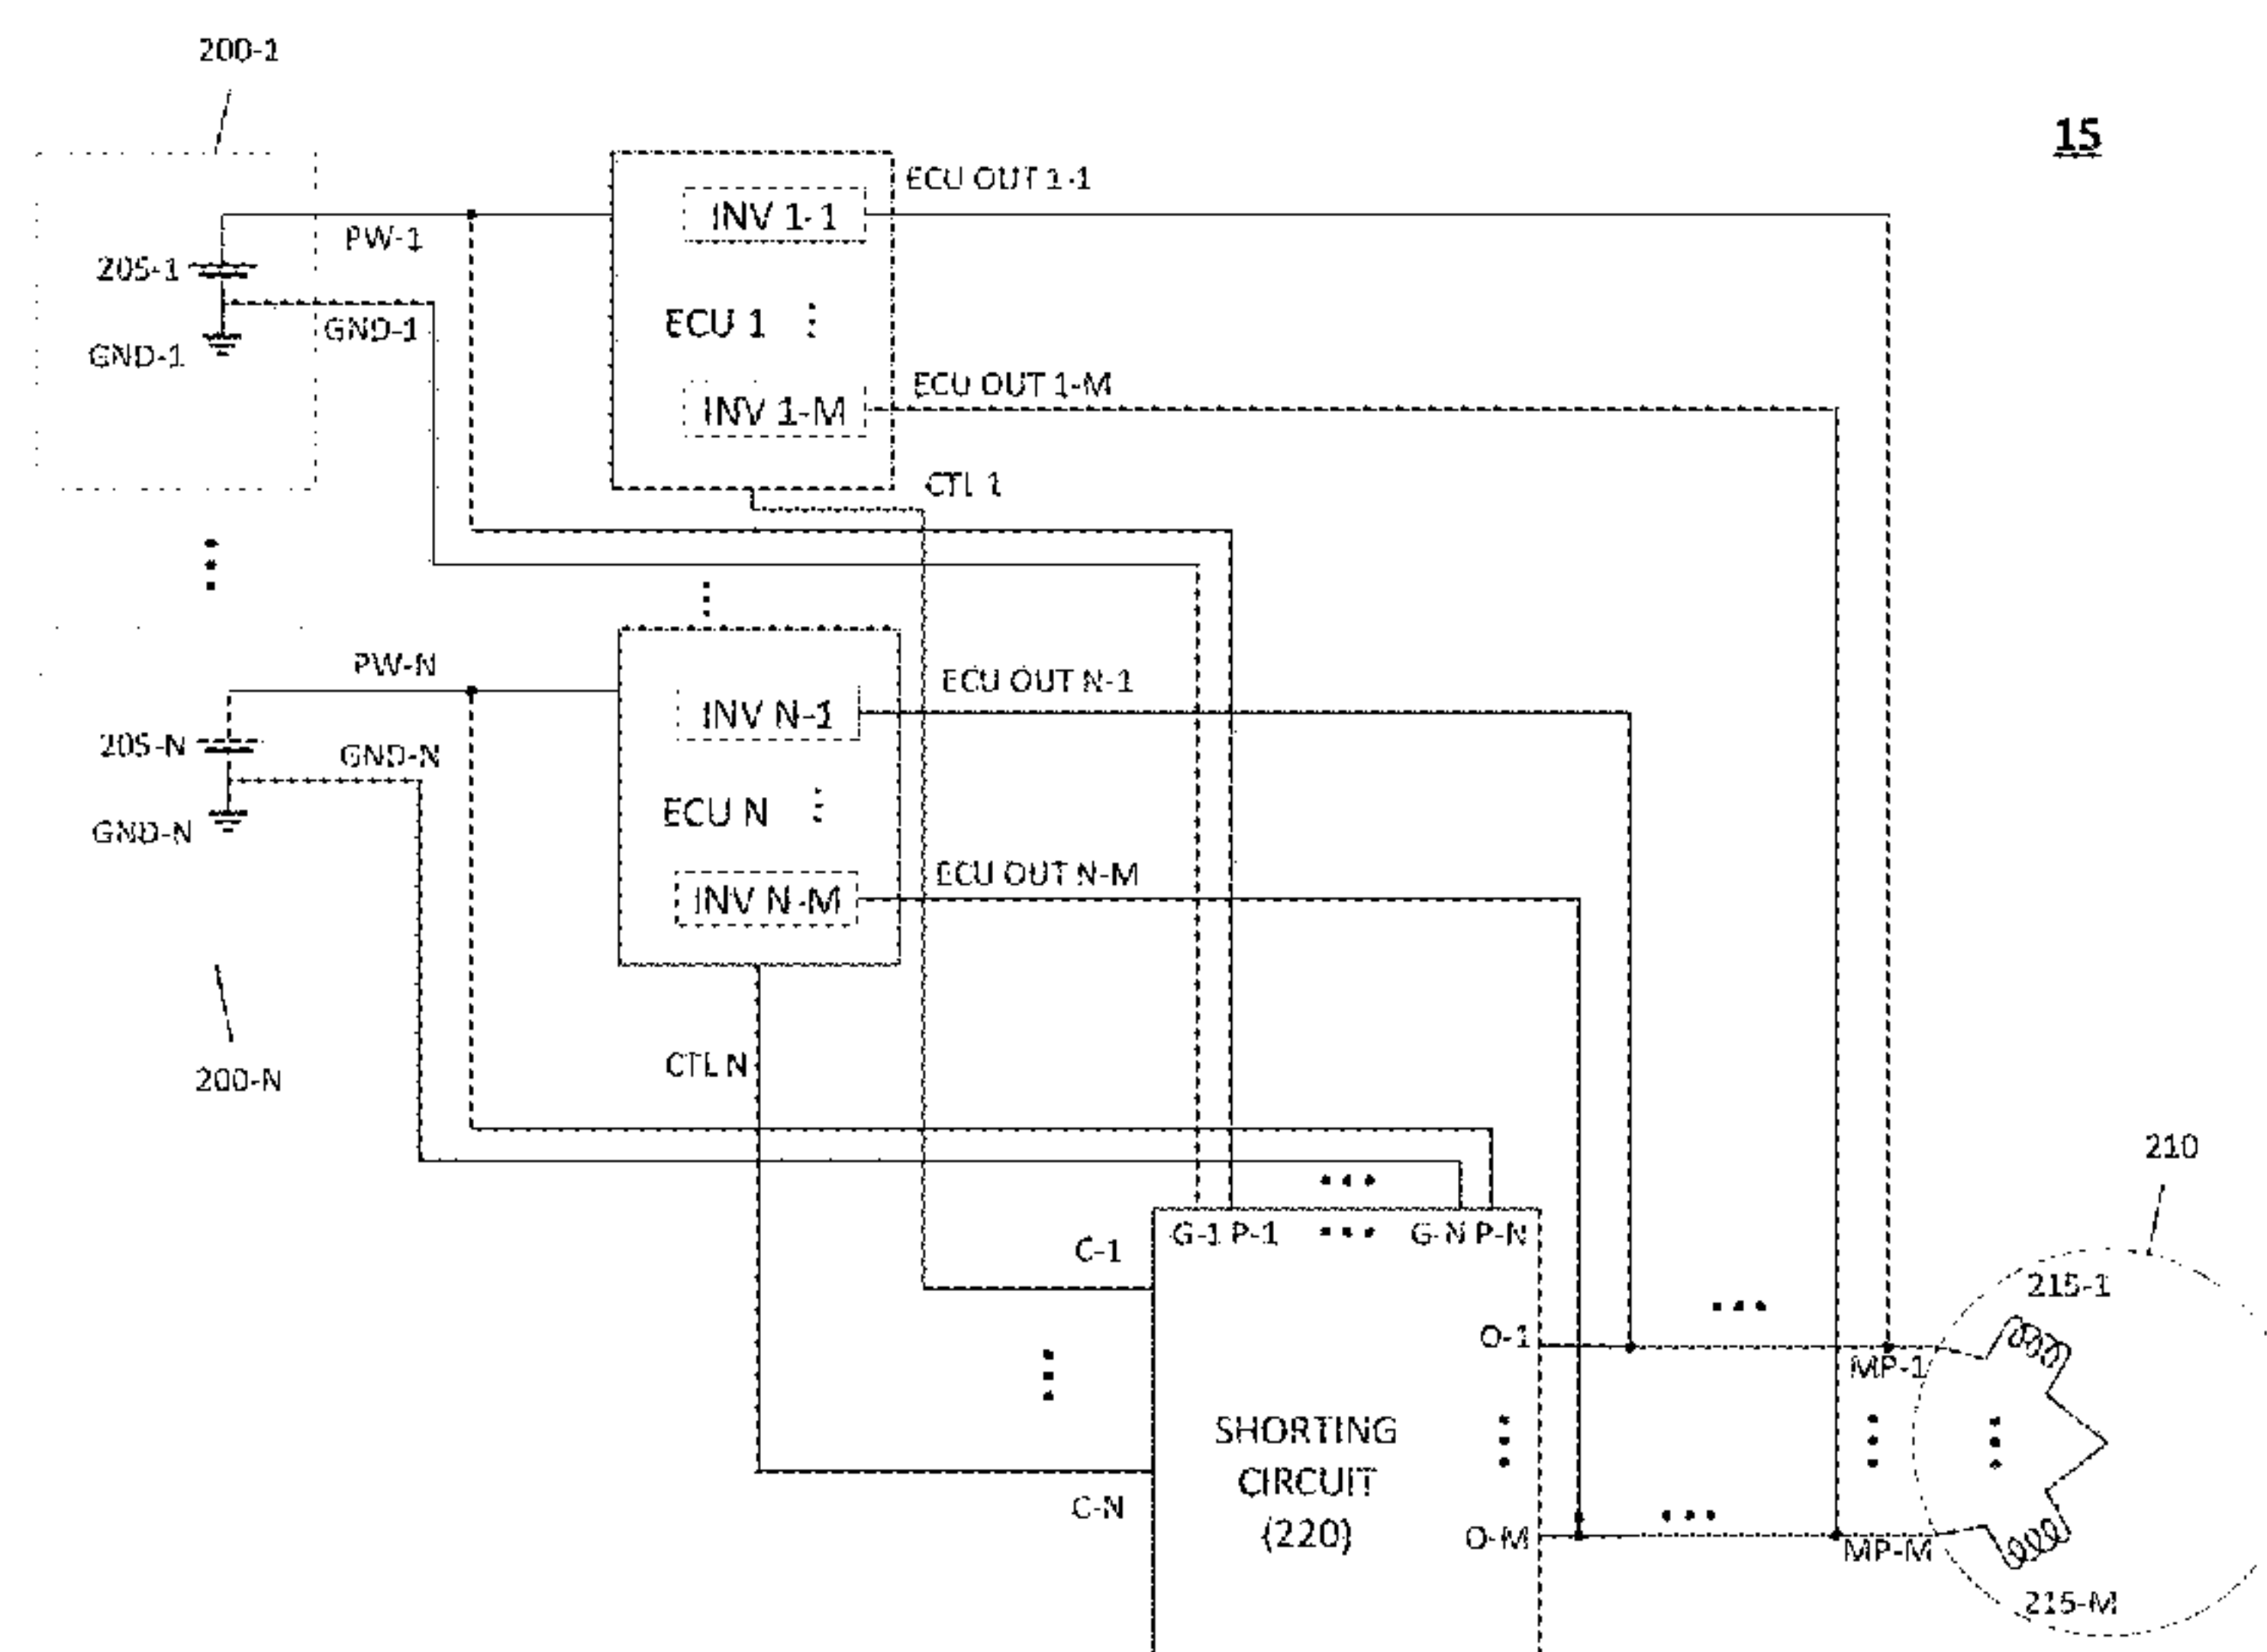 200-1
15
ECU OUT 1-1
INV 1-1
PW-1
205-1
GND-1
GND-1
ECU 1
ECU OUT 1-M
INV 1-M
CTL 1
PW-N
ECU OUT N-1
INV N-1
205-N
GND-N
GND-N
ECU N
ECU OUT N-M
INV N-M
CTL N
200-N
210
G-1 P-1
G-N P-N
C-1
215-1
O-1
MP-1
SHORTING
CIRCUIT
(220)
C-N
O-M
MP-M
215-M